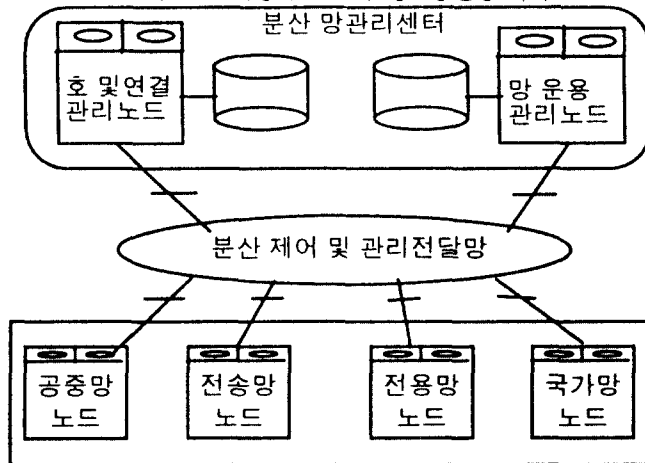 분산 망관리센터
호 및연결
관리노드
망 운용
관리노드
분산 제어 및 관리전달망
공중망
노드
전송망
노드
전용망
노드
국가망
노드